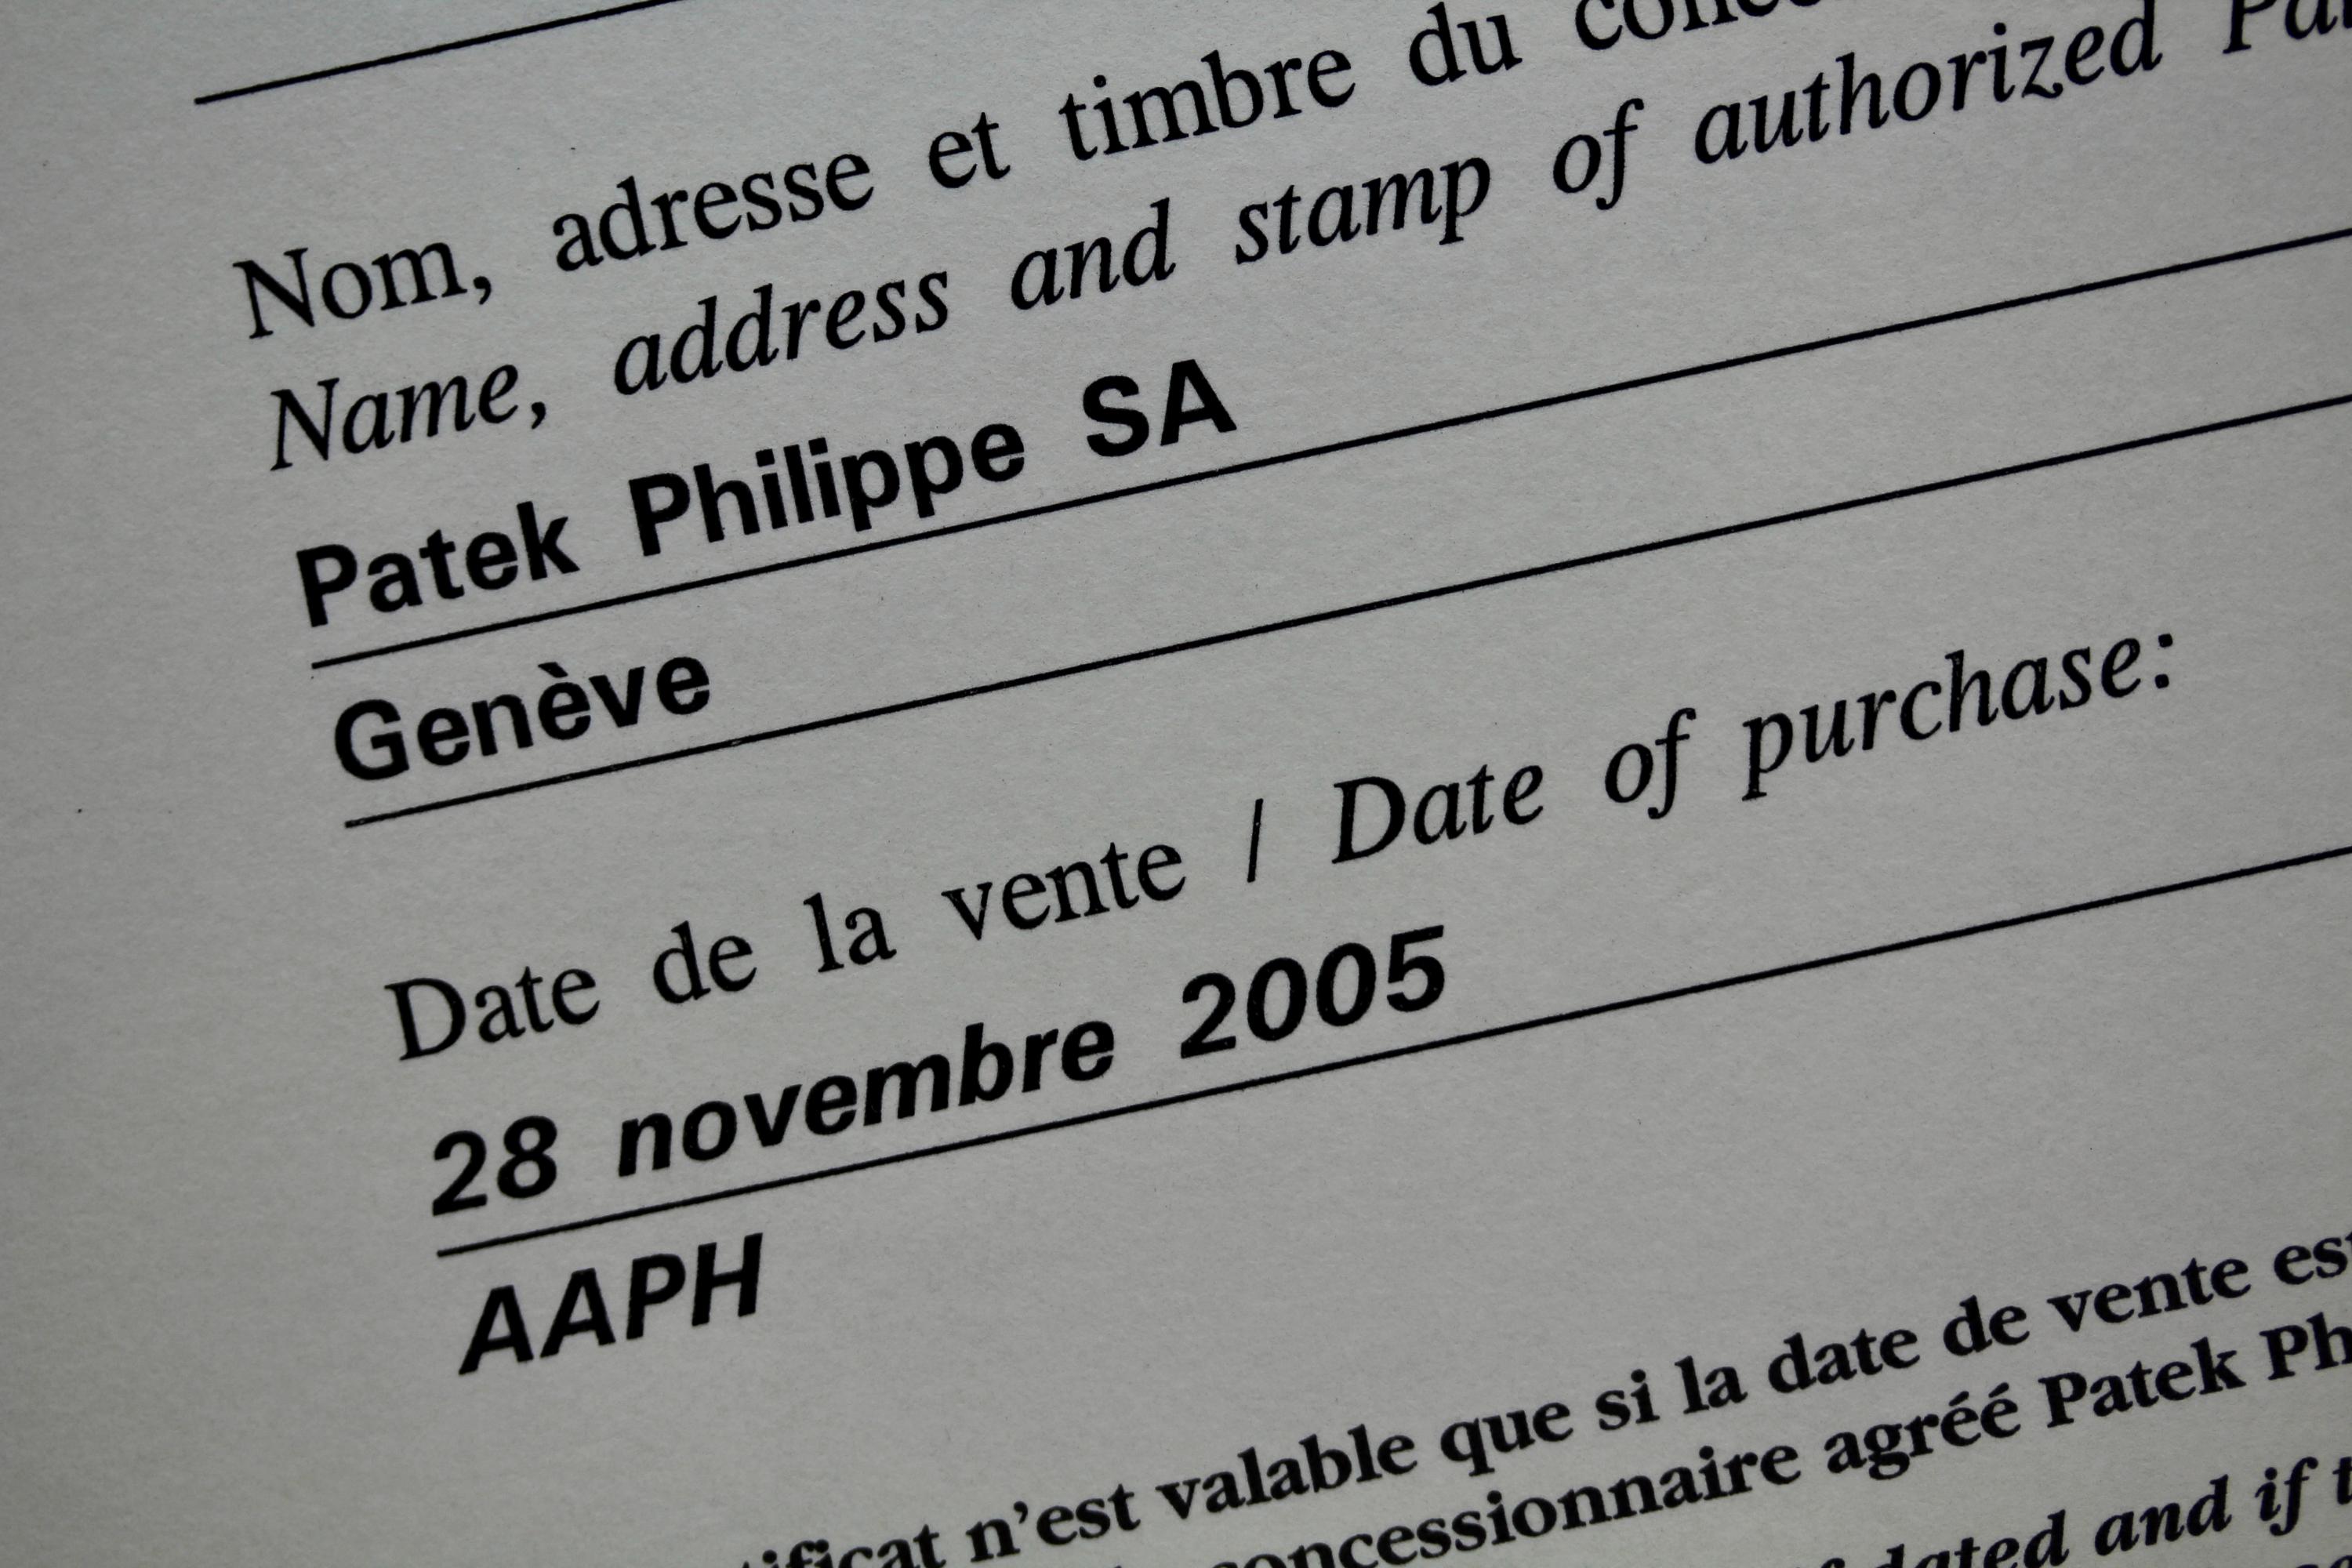 Nom, adresse et timbre du
Name, address and stamp of authorized
Patek Philippe SA
Genève
Date de la vente / Date of purchase:
28 novembre 2005
AAPH
n'est valable que si la date de vente
concessionnaire agréé Patek
dated and if